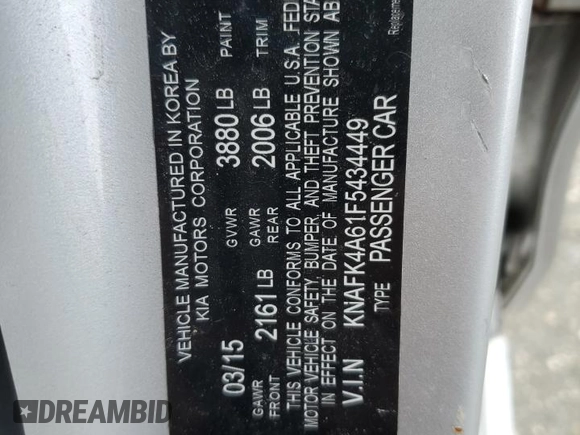 VEHICLE MANUFACTURED IN KOREA BY
KIA MOTORS CORPORATION
03/15 GVWR 3880 LB PAINT
GAWR FRONT 2161 LB GAWR REAR 2006 LB TRIM
THIS VEHICLE CONFORMS TO ALL APPLICABLE U.S.A. FED
MOTOR VEHICLE SAFETY, BUMPER, AND THEFT PREVENTION STA
IN EFFECT ON THE DATE OF MANUFACTURE SHOWN AB
V.I.N KNAFK4A61F5434449
TYPE PASSENGER CAR
Replacement
DREAMBID